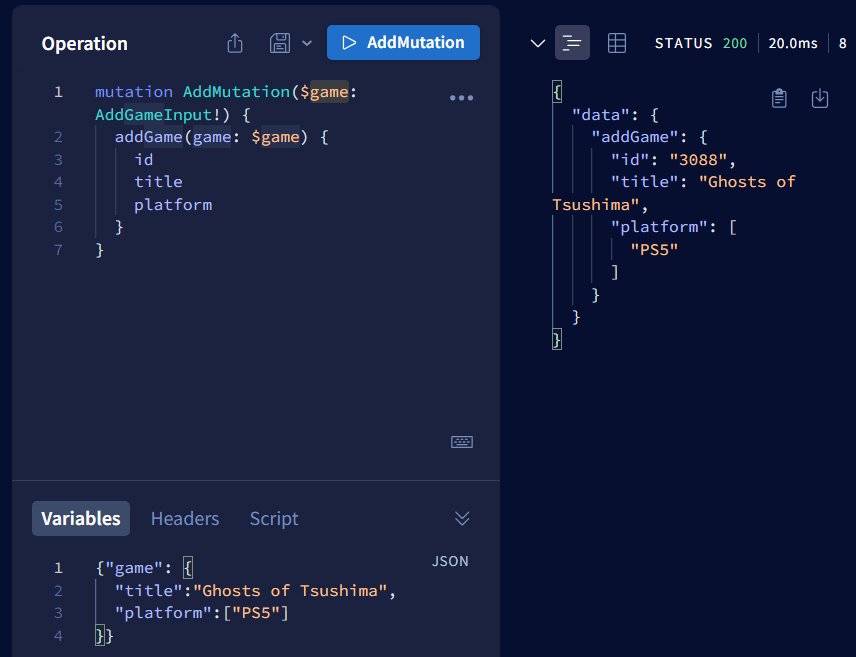 Operation
AddMutation
1 mutation AddMutation($game:
AddGameInput!) {
2 addGame(game: $game) {
3 id
4 title
5 platform
6 }
7 }
Variables Headers Script
JSON
1 {"game": {
2 "title":"Ghosts of Tsushima",
3 "platform":["PS5"]
4 }}
STATUS 200 20.0ms 8
{
"data": {
"addGame": {
"id": "3088",
"title": "Ghosts of
Tsushima",
"platform": [
"PS5"
]
}
}
}